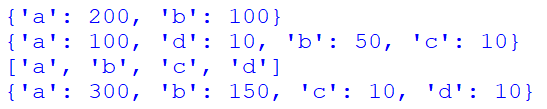 {'a': 200, 'b': 100}
{'a': 100, 'd': 10, 'b': 50, 'c': 10}
['a', 'b', 'c', 'd']
{'a': 300, 'b': 150, 'c': 10, 'd': 10}